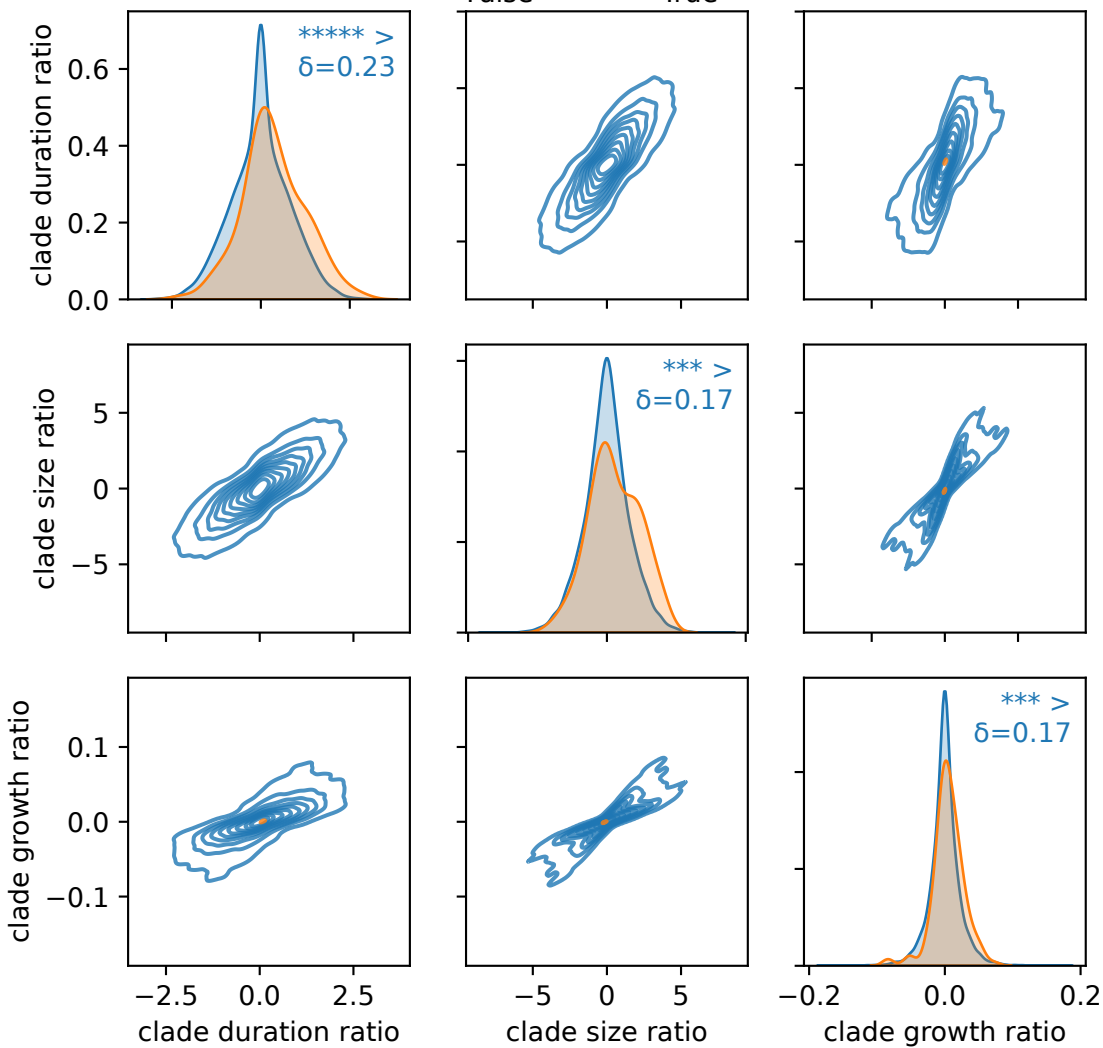 False True
clade duration ratio
0.6
0.4
0.2
0.0
***** >
δ=0.23
clade size ratio
5
0
−5
*** >
δ=0.17
clade growth ratio
0.1
0.0
−0.1
*** >
δ=0.17
−2.5 0.0 2.5
−5 0 5
−0.2 0.0 0.2
clade duration ratio
clade size ratio
clade growth ratio